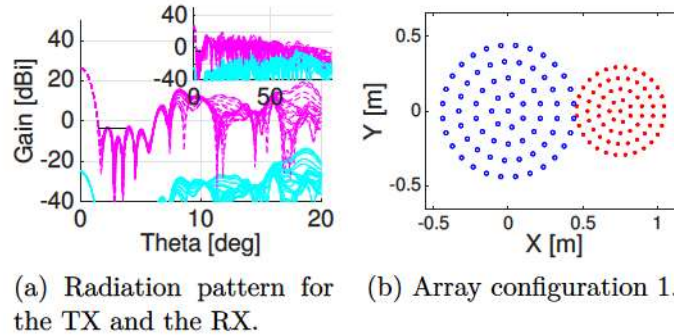 40
20
0
-20
-40
Gain [dBi]
0
10
20
Theta [deg]
40
0
-40
0
50
0.5
0
-0.5
Y [m]
-0.5
0
0.5
1
X [m]
(a) Radiation pattern for
the TX and the RX.
(b) Array configuration 1.